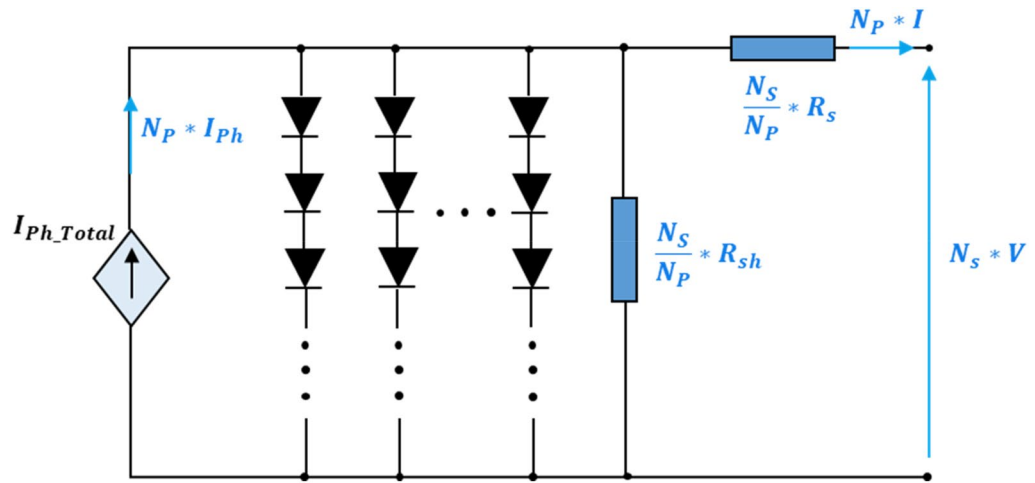 N_P * I
N_S/N_P * R_s
N_P * I_Ph
I_Ph_Total
N_S/N_P * R_sh
N_s * V